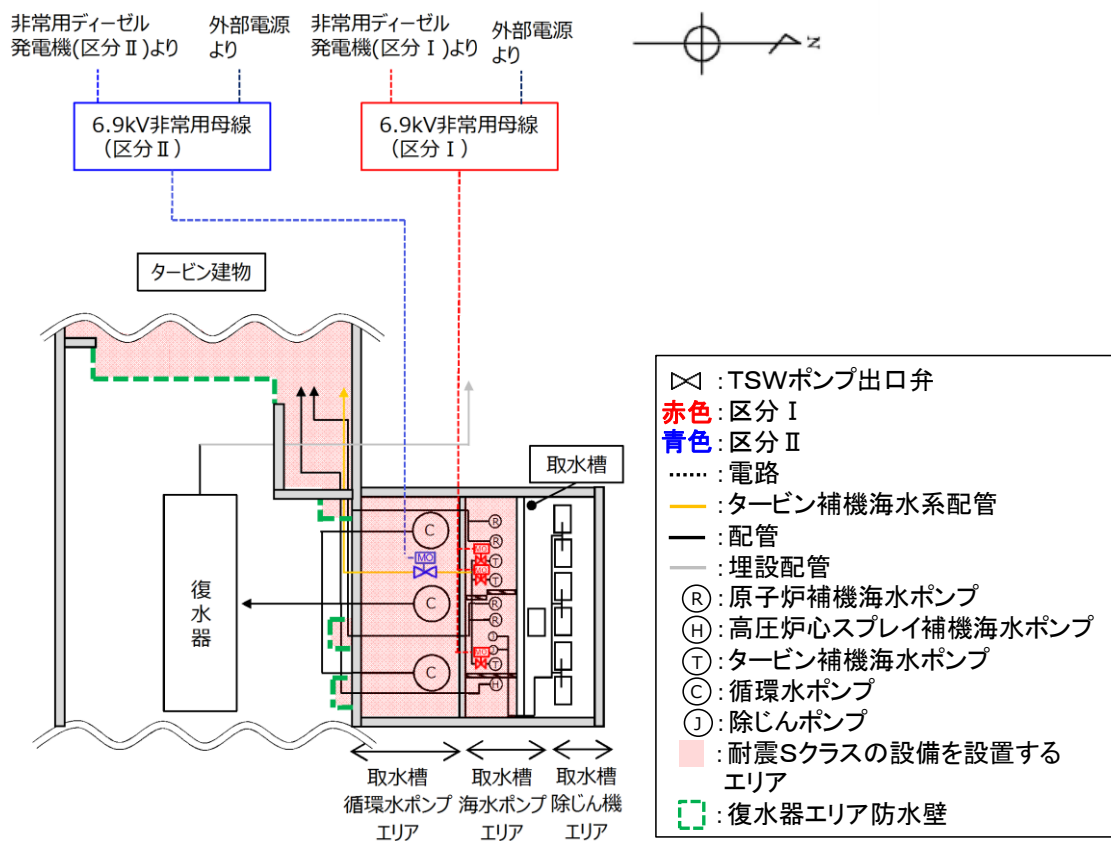 非常用ディーゼル
発電機(区分Ⅱ)より
外部電源
より
非常用ディーゼル
発電機(区分Ⅰ)より
外部電源
より
N
6.9kV非常用母線
(区分Ⅱ)
6.9kV非常用母線
(区分Ⅰ)
タービン建物
取水槽
復水器
C
C
C
MO
MO
MO
MO
R
R
T
T
R
R
J
J
T
H
取水槽
循環水ポンプ
エリア
取水槽
海水ポンプ
エリア
取水槽
除じん機
エリア
:TSWポンプ出口弁
赤色:区分Ⅰ
青色:区分Ⅱ
:電路
:タービン補機海水系配管
:配管
:埋設配管
R:原子炉補機海水ポンプ
H:高圧炉心スプレイ補機海水ポンプ
T:タービン補機海水ポンプ
C:循環水ポンプ
J:除じんポンプ
:耐震Sクラスの設備を設置する
エリア
:復水器エリア防水壁